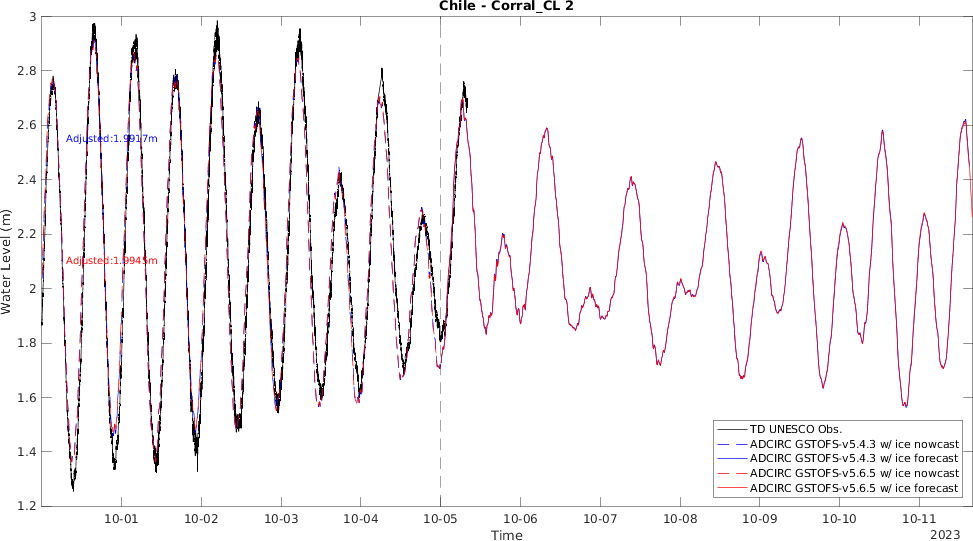 Chile - Corral_CL 2
3
2.8
2.6
2.4
2.2
2
1.8
1.6
1.4
1.2
Water Level (m)
Adjusted:1.9917m
Adjusted:1.9945m
TD UNESCO Obs.
ADCIRC GSTOFS-v5.4.3 w/ ice nowcast
ADCIRC GSTOFS-v5.4.3 w/ ice forecast
ADCIRC GSTOFS-v5.6.5 w/ ice nowcast
ADCIRC GSTOFS-v5.6.5 w/ ice forecast
10-01 10-02 10-03 10-04 10-05 10-06 10-07 10-08 10-09 10-10 10-11
Time
2023